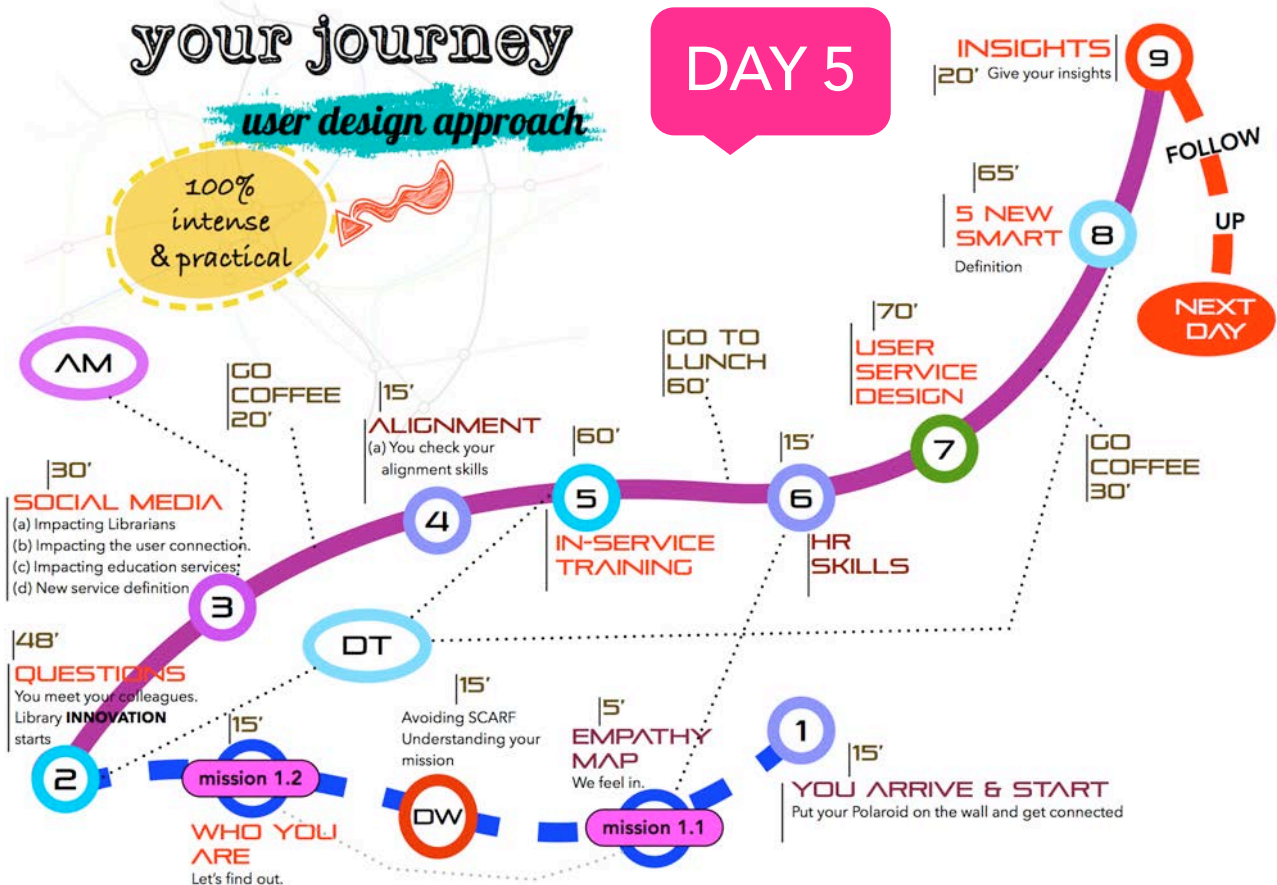 your journey
user design approach
100%
intense
& practical
DAY 5
INSIGHTS
20' Give your insights
9
FOLLOW
UP
NEXT
DAY
65'
5 NEW
SMART
Definition
8
AM
GO
COFFEE
20'
15'
ALIGNMENT
(a) You check your
alignment skills
4
60'
5
IN-SERVICE
TRAINING
GO TO
LUNCH
60'
15'
6
HR
SKILLS
70'
USER
SERVICE
DESIGN
7
GO
COFFEE
30'
30'
SOCIAL MEDIA
(a) Impacting Librarians
(b) Impacting the user connection.
(c) Impacting education services
(d) New service definition
3
DT
48'
QUESTIONS
You meet your colleagues.
Library INNOVATION
starts
2
15'
mission 1.2
WHO YOU
ARE
Let's find out.
15'
Avoiding SCARF
Understanding your
mission
DW
5'
EMPATHY
MAP
We feel in.
mission 1.1
1
15'
YOU ARRIVE & START
Put your Polaroid on the wall and get connected